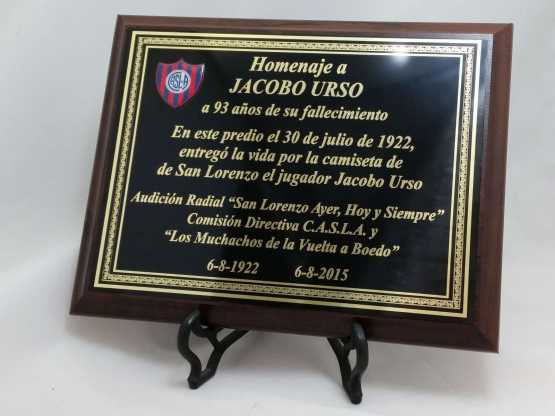 CASLA
Homenaje a
JACOBO URSO
a 93 años de su fallecimiento
En este predio el 30 de julio de 1922,
entregó la vida por la camiseta de
de San Lorenzo el jugador Jacobo Urso
Audición Radial “San Lorenzo Ayer, Hoy y Siempre”
Comisión Directiva C.A.S.L.A. y
“Los Muchachos de la Vuelta a Boedo”
6-8-1922 6-8-2015